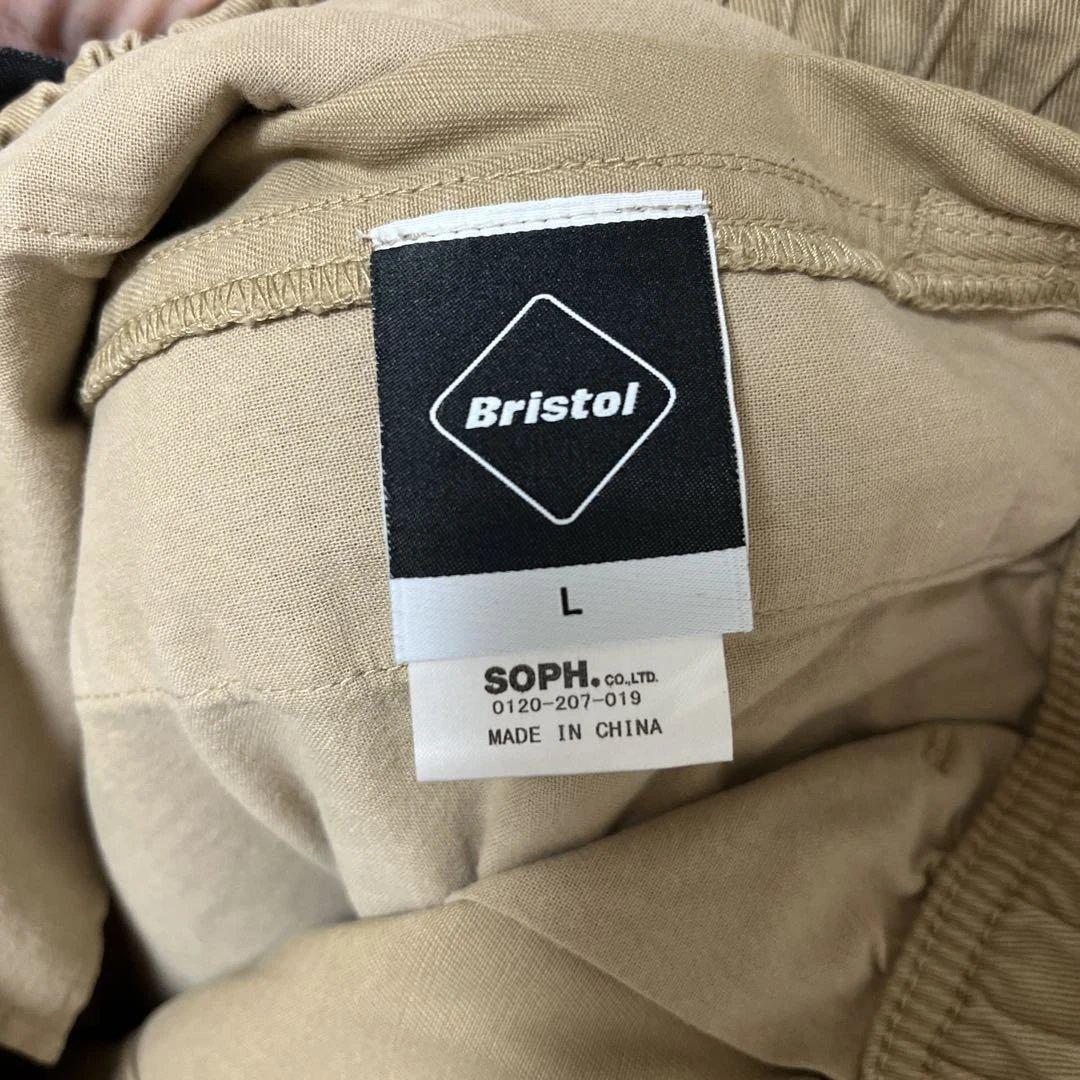 Bristol
L
SOPH. CO.,LTD.
0120-207-019
MADE IN CHINA